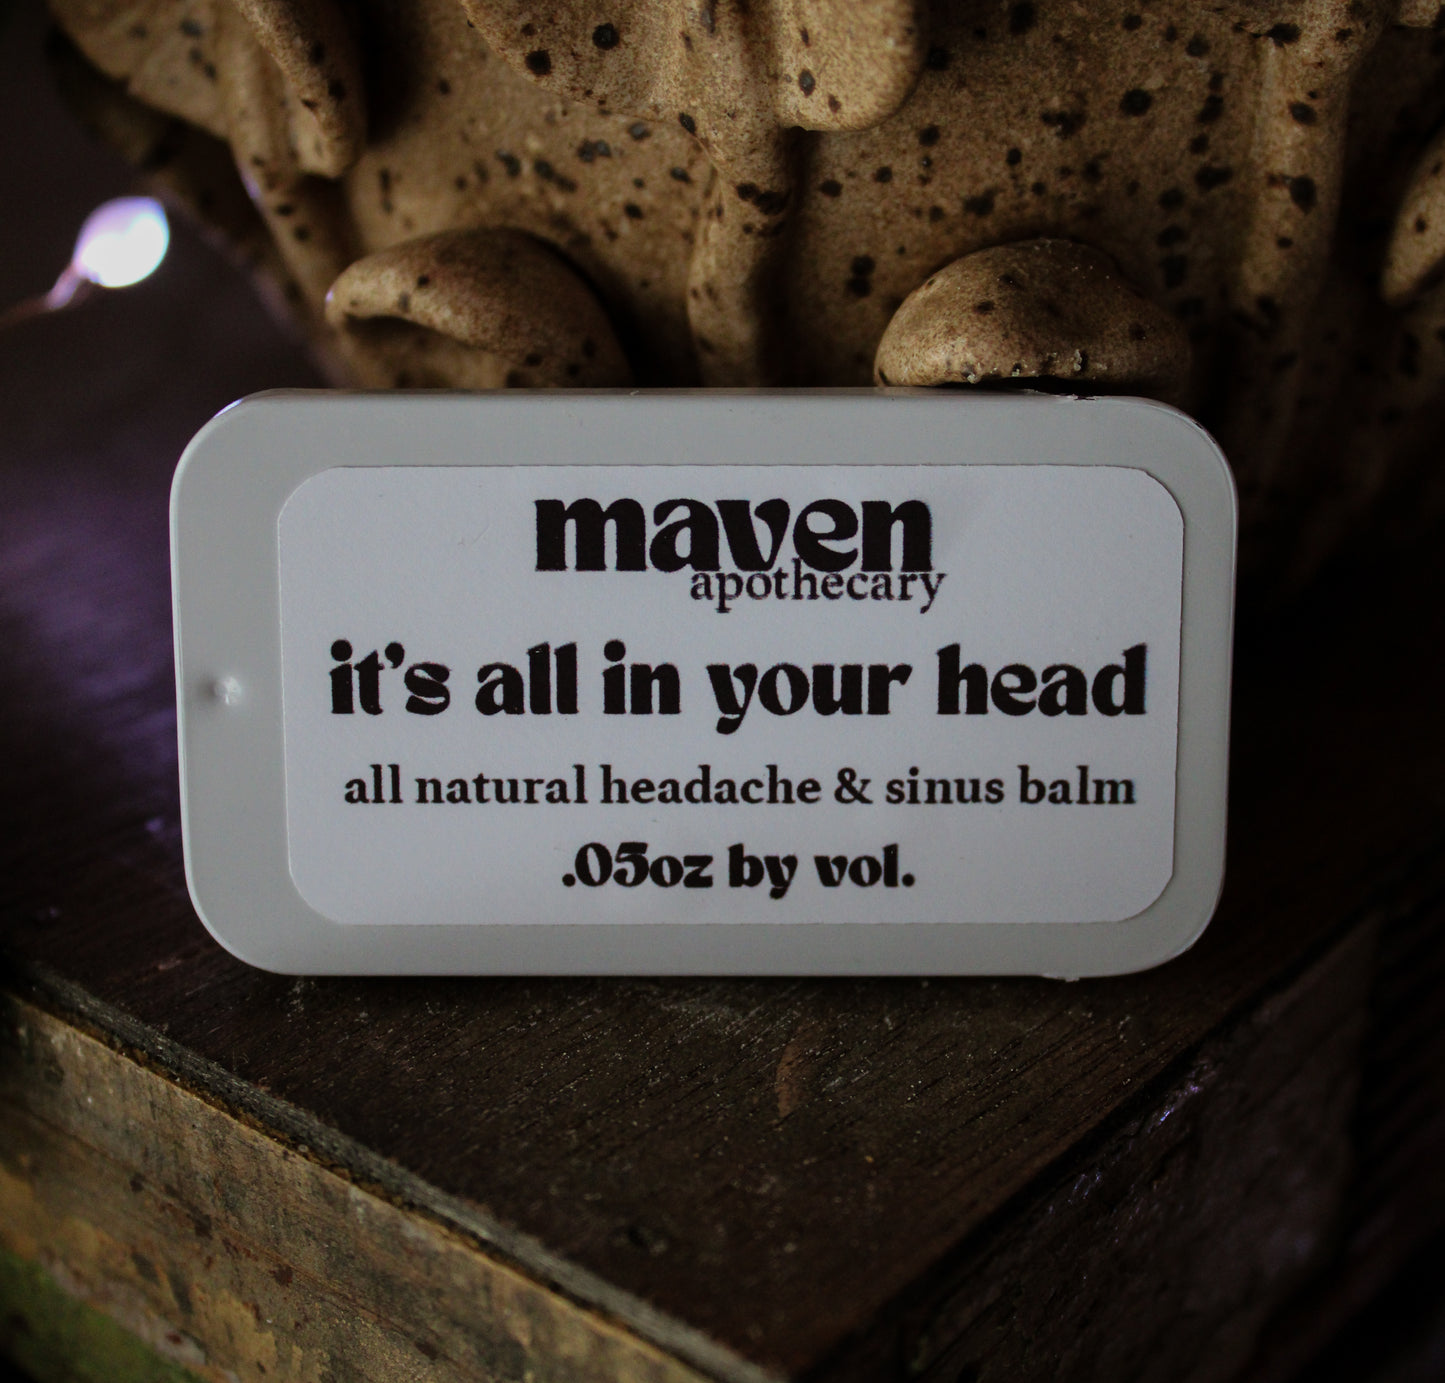 maven
apothecary
it's all in your head
all natural headache & sinus balm
.05oz by vol.